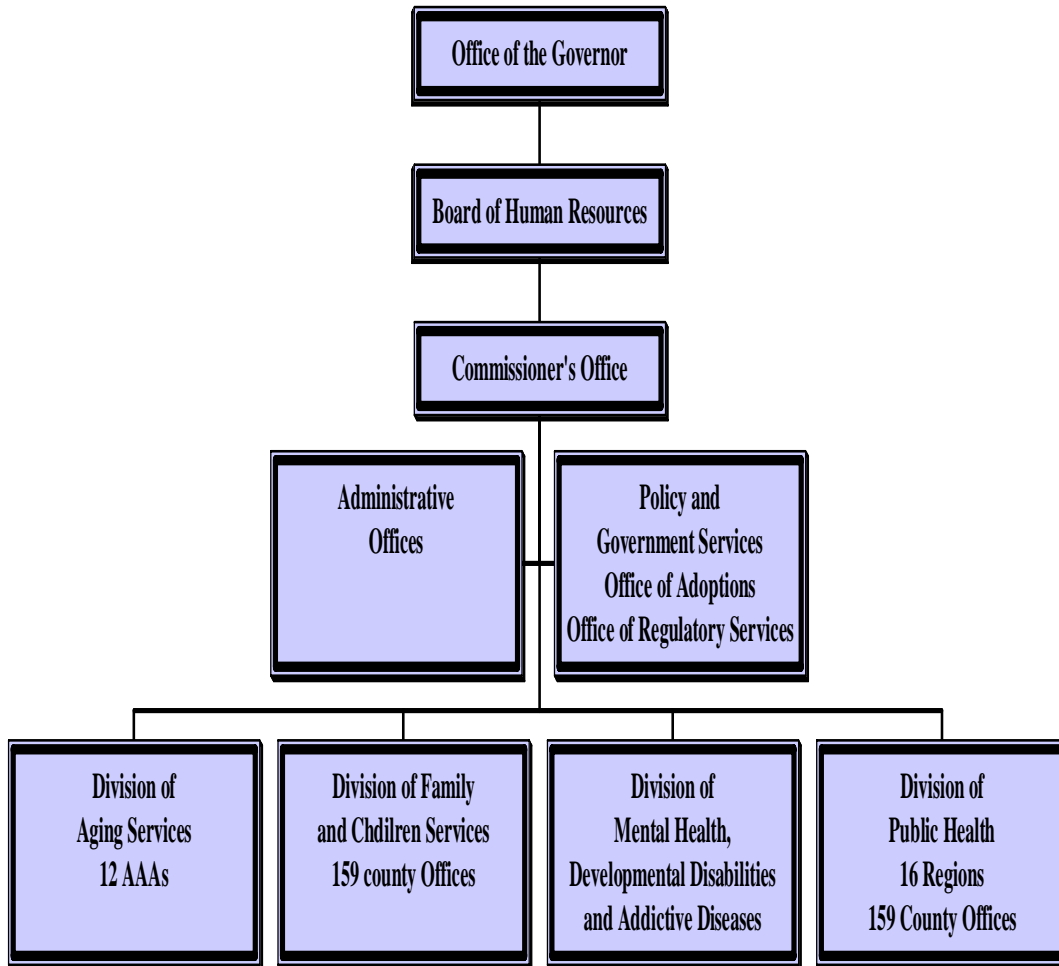 Office of the Governor
Board of Human Resources
Commissioner's Office
Administrative
Offices
Policy and
Government Services
Office of Adoptions
Office of Regulatory Services
Division of
Aging Services
12 AAAs
Division of Family
and Chdilren Services
159 county Offices
Division of
Mental Health,
Developmental Disabilities
and Addictive Diseases
Division of
Public Health
16 Regions
159 County Offices